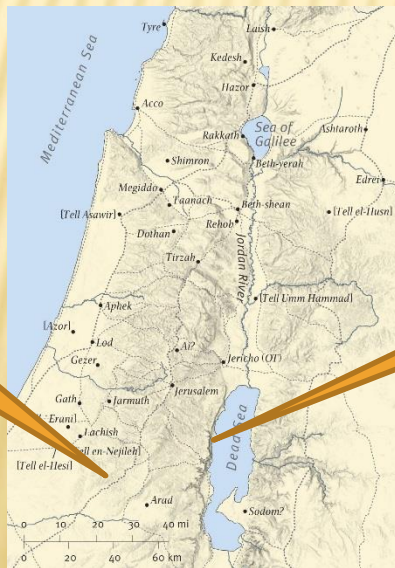 Tyre
Laish
Mediterranean Sea
Kedesh
Hazor
Acco
Rakkath
Sea of
Galilee
Ashtaroth
Shimron
Beth-yerah
Edrei
Megiddo
Taanach
Beth-shean
[Tell Asawir]
Rehob
[Tell el-Husn]
Dothan
Jordan River
Tirzah
[Tell Umm Hammad]
Aphek
[Azor]
Lod
Ai?
Gezer
Jericho (OT)
Jerusalem
Gath
Jarmuth
Erani]
Lachish
Dead Sea
[Tell el-Hesi]
ell en-Nejileh]
Arad
Sodom?
0 10 20 30 40 mi
0 20 40 60 km